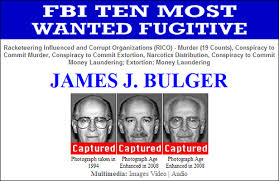 FBI TEN MOST
WANTED FUGITIVE
Racketeering Influenced and Corrupt Organizations (RICO) - Murder (19 Counts), Conspiracy to
Commit Murder, Conspiracy to Commit Extortion, Narcotics Distribution, Conspiracy to Commit
Money Laundering; Extortion; Money Laundering
JAMES J. BULGER
Captured Captured Captured
Photograph taken in Photograph Age Photograph Age
1994 Enhanced in 2008 Enhanced in 2008
Multimedia: Images Video | Audio